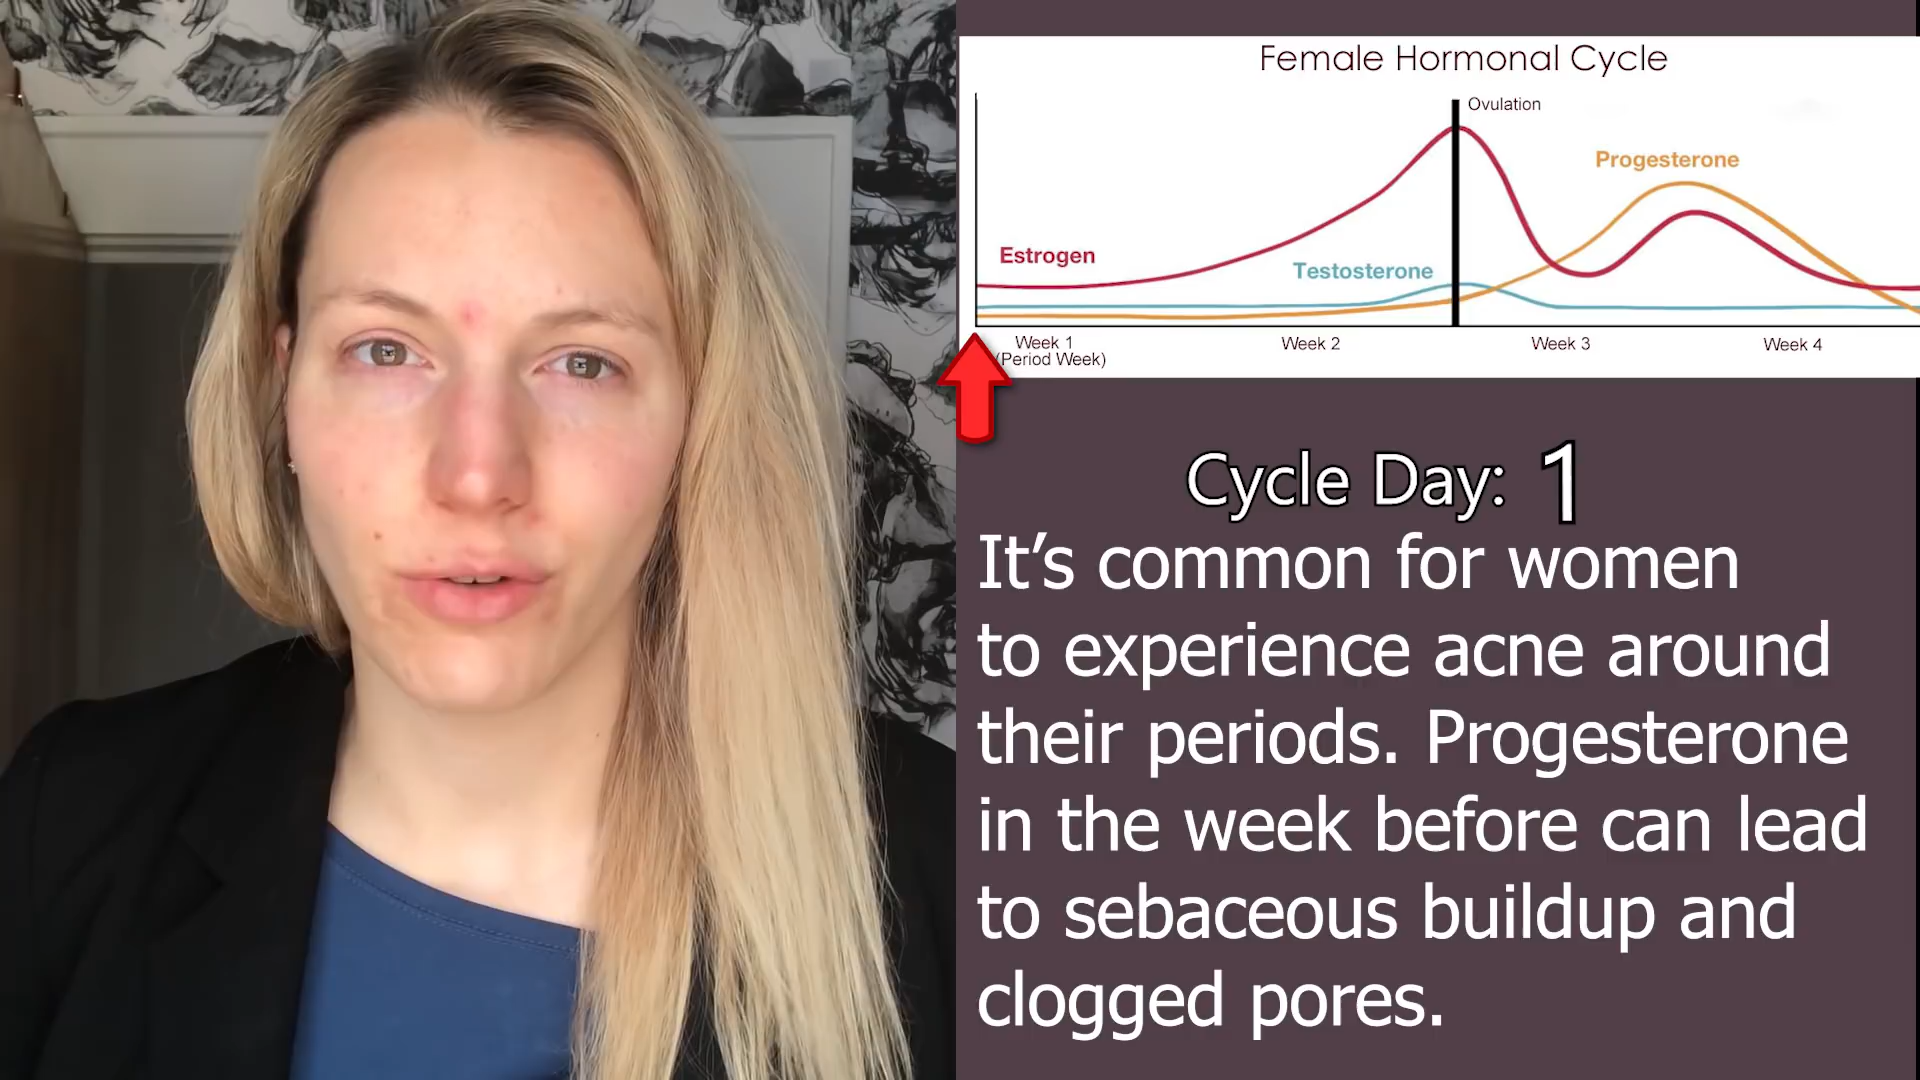 Female Hormonal Cycle
Ovulation
Progesterone
Estrogen
Testosterone
Week 1
(Period Week)
Week 2
Week 3
Week 4
Cycle Day: 1
It’s common for women
to experience acne around
their periods. Progesterone
in the week before can lead
to sebaceous buildup and
clogged pores.